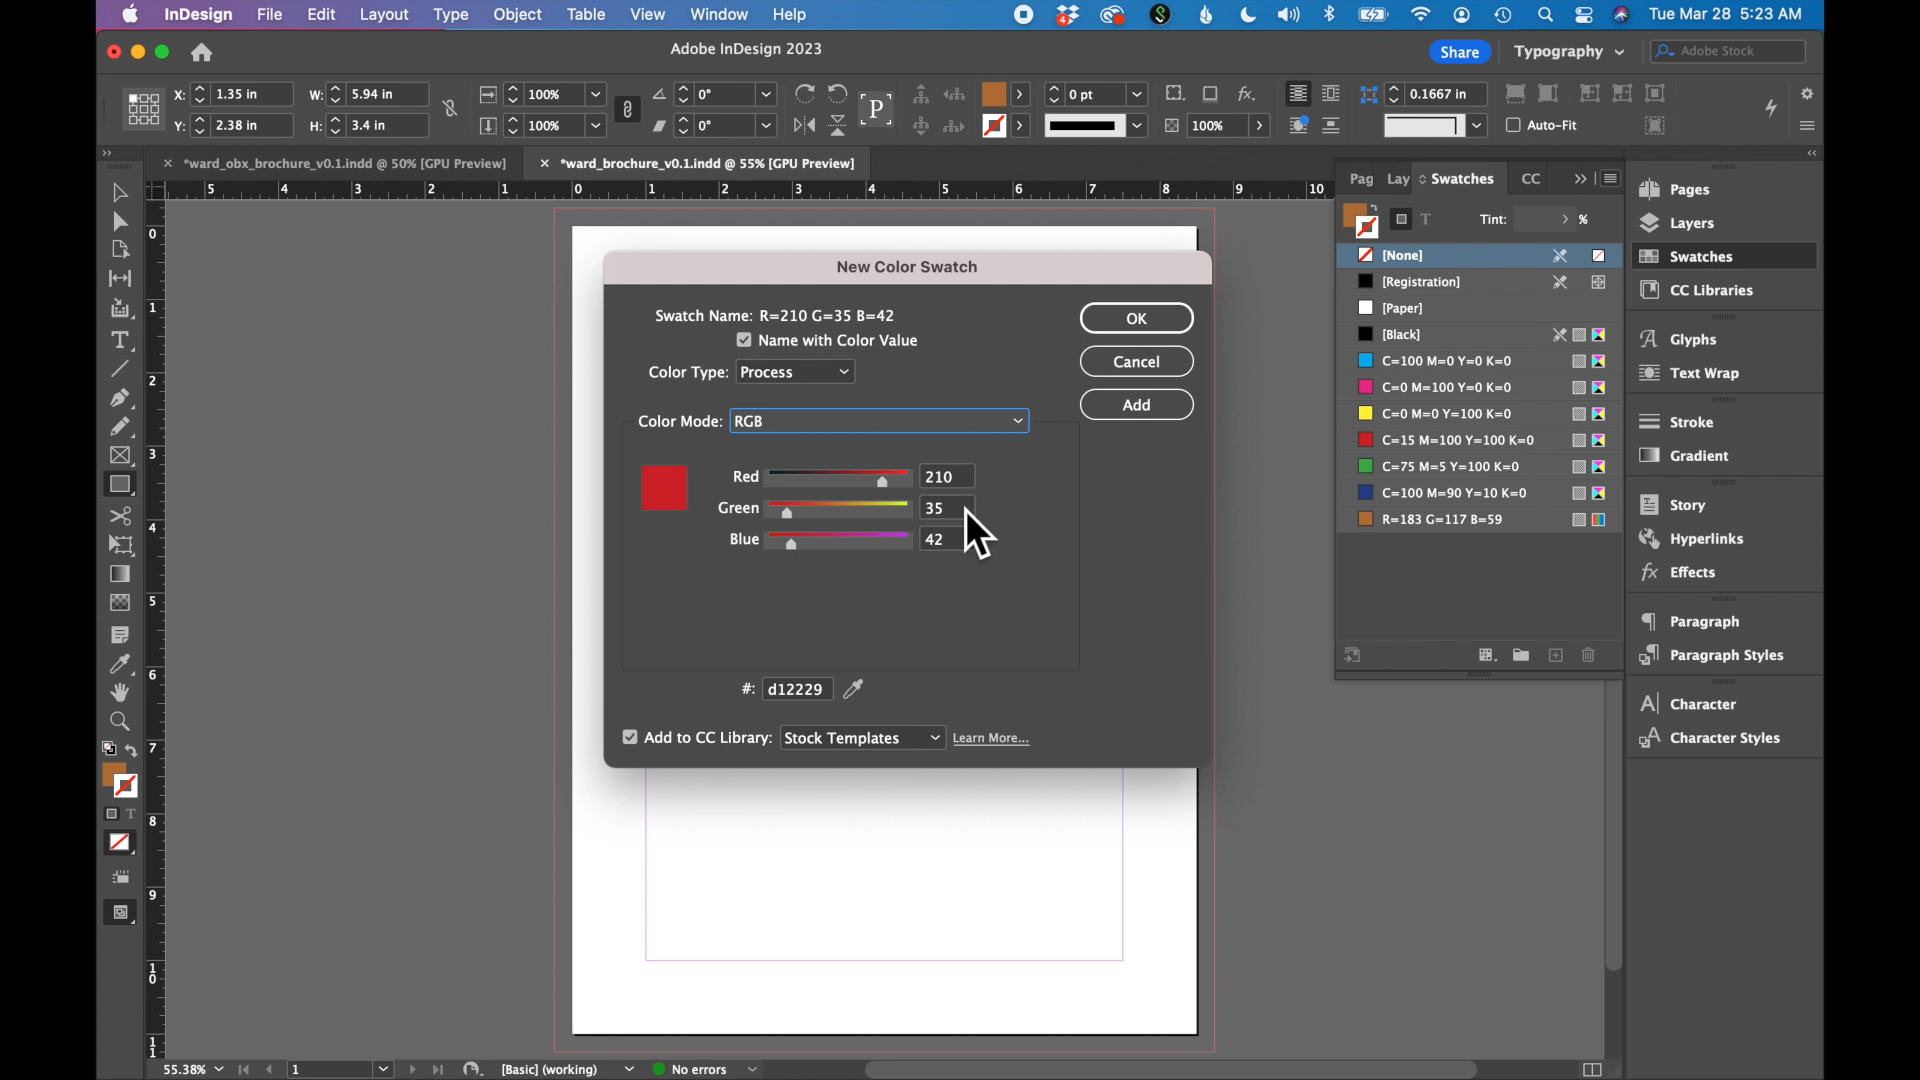 InDesign File Edit Layout Type Object Table View Window Help 4 Tue Mar 28 5:23 AM
Adobe InDesign 2023 Share Typography Adobe Stock
X: 1.35 in W: 5.94 in 100% 0° 0 pt 0.1667 in
Y: 2.38 in H: 3.4 in 100% 0° P 100% Auto-Fit
*ward_obx_brochure_v0.1.indd @ 50% [GPU Preview] *ward_brochure_v0.1.indd @ 55% [GPU Preview]
5 4 3 2 1 0 1 2 3 4 5 6 7 8 9 10
0
1
2
3
4
5
6
7
8
9
10
11
New Color Swatch
Swatch Name: R=210 G=35 B=42
Name with Color Value
Color Type: Process
Color Mode: RGB
Red 210
Green 35
Blue 42
#: d12229
Add to CC Library: Stock Templates Learn More...
OK
Cancel
Add
Pag Lay Swatches CC
T Tint: %
[None]
[Registration]
[Paper]
[Black]
C=100 M=0 Y=0 K=0
C=0 M=100 Y=0 K=0
C=0 M=0 Y=100 K=0
C=15 M=100 Y=100 K=0
C=75 M=5 Y=100 K=0
C=100 M=90 Y=10 K=0
R=183 G=117 B=59
Pages
Layers
Swatches
CC Libraries
Glyphs
Text Wrap
Stroke
Gradient
Story
Hyperlinks
Effects
Paragraph
Paragraph Styles
Character
Character Styles
55.38% 1 [Basic] (working) No errors